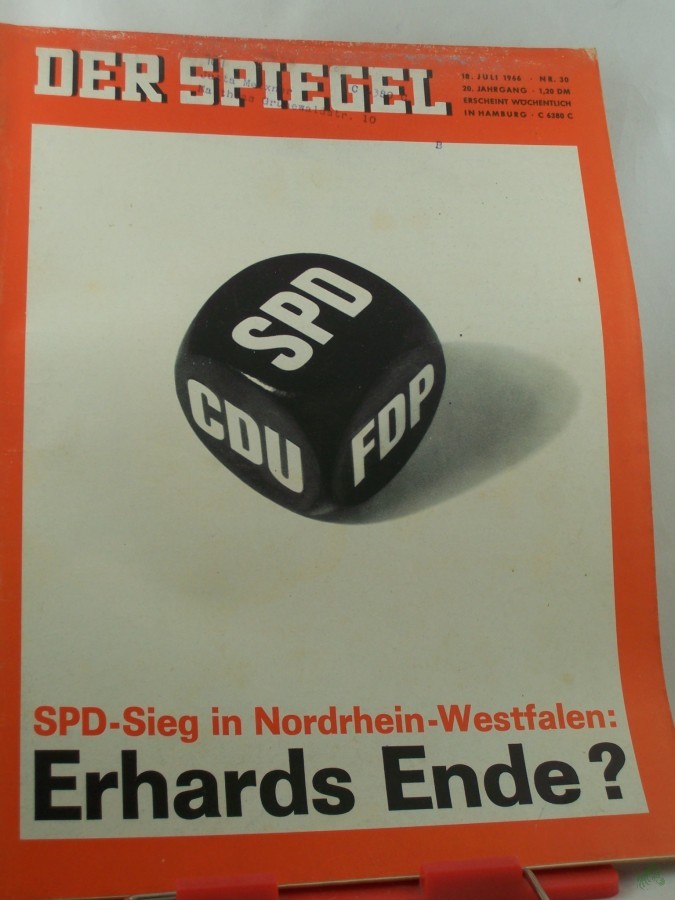 DER SPIEGEL
18. JULI 1966 · NR. 30
20. JAHRGANG · 1,20 DM
ERSCHEINT WÖCHENTLICH
IN HAMBURG · C 6380 C
10
B
SPD
CDU
FDP
SPD-Sieg in Nordrhein-Westfalen:
Erhards Ende?